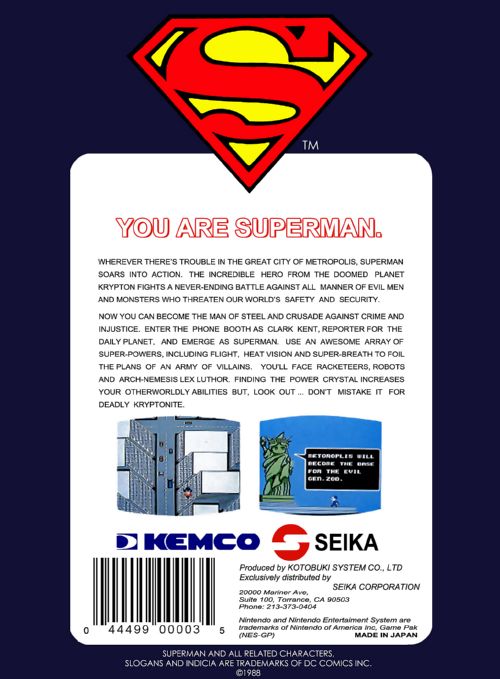 S
TM
YOU ARE SUPERMAN.
WHEREVER THERE'S TROUBLE IN THE GREAT CITY OF METROPOLIS, SUPERMAN
SOARS INTO ACTION. THE INCREDIBLE HERO FROM THE DOOMED PLANET
KRYPTON FIGHTS A NEVER-ENDING BATTLE AGAINST ALL MANNER OF EVIL MEN
AND MONSTERS WHO THREATEN OUR WORLD'S SAFETY AND SECURITY.
NOW YOU CAN BECOME THE MAN OF STEEL AND CRUSADE AGAINST CRIME AND
INJUSTICE. ENTER THE PHONE BOOTH AS CLARK KENT, REPORTER FOR THE
DAILY PLANET, AND EMERGE AS SUPERMAN. USE AN AWESOME ARRAY OF
SUPER-POWERS, INCLUDING FLIGHT, HEAT VISION AND SUPER-BREATH TO FOIL
THE PLANS OF AN ARMY OF VILLAINS. YOU'LL FACE RACKETEERS, ROBOTS
AND ARCH-NEMESIS LEX LUTHOR. FINDING THE POWER CRYSTAL INCREASES
YOUR OTHERWORLDLY ABILITIES BUT, LOOK OUT ... DON'T MISTAKE IT FOR
DEADLY KRYPTONITE.
METOROPLIS WILL
BECOME THE BASE
FOR THE EVIL
GEN.ZOD.
KEMCO SEIKA
Produced by KOTOBUKI SYSTEM CO., LTD
Exclusively distributed by
SEIKA CORPORATION
20000 Mariner Ave,
Suite 100, Torrance, CA 90503
Phone: 213-373-0404
Nintendo and Nintendo Entertaiment System are
trademarks of Nintendo of America Inc, Game Pak
(NES-GP) MADE IN JAPAN
0 44499 00003 5
SUPERMAN AND ALL RELATED CHARACTERS,
SLOGANS AND INDICIA ARE TRADEMARKS OF DC COMICS INC.
©1988